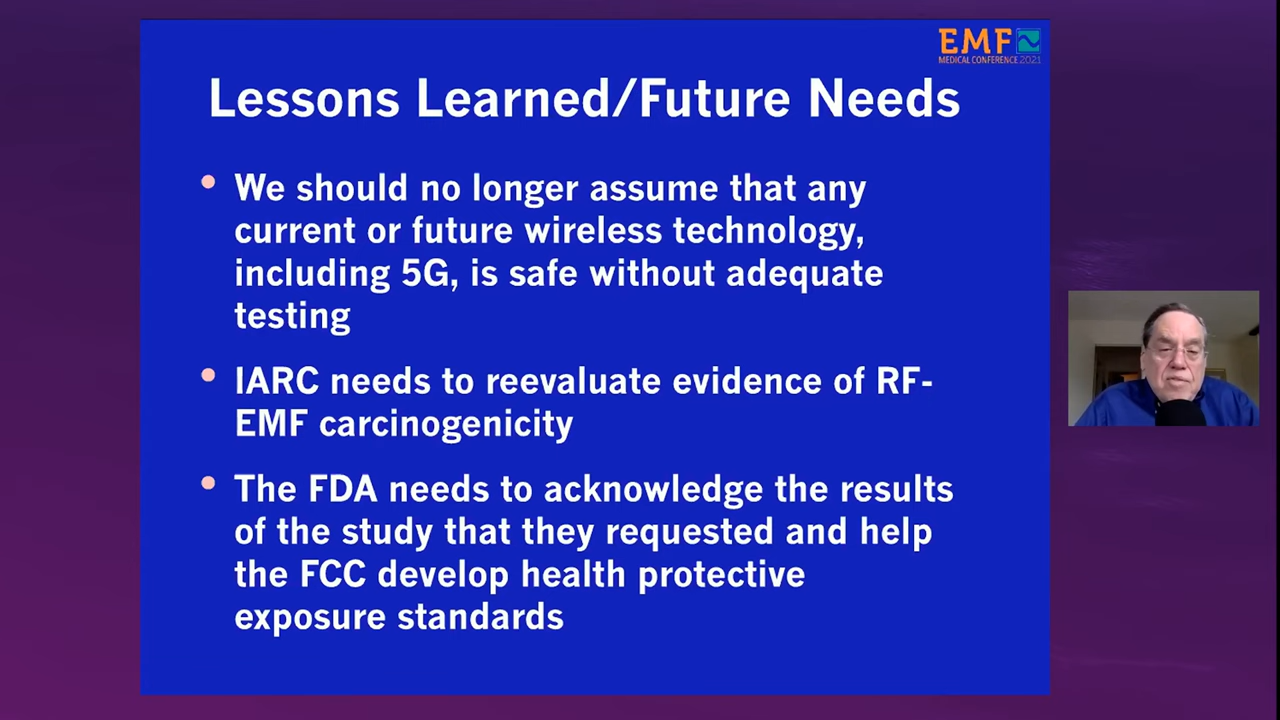 EMF
MEDICAL CONFERENCE 2021
Lessons Learned/Future Needs
• We should no longer assume that any
current or future wireless technology,
including 5G, is safe without adequate
testing
• IARC needs to reevaluate evidence of RF-
EMF carcinogenicity
• The FDA needs to acknowledge the results
of the study that they requested and help
the FCC develop health protective
exposure standards